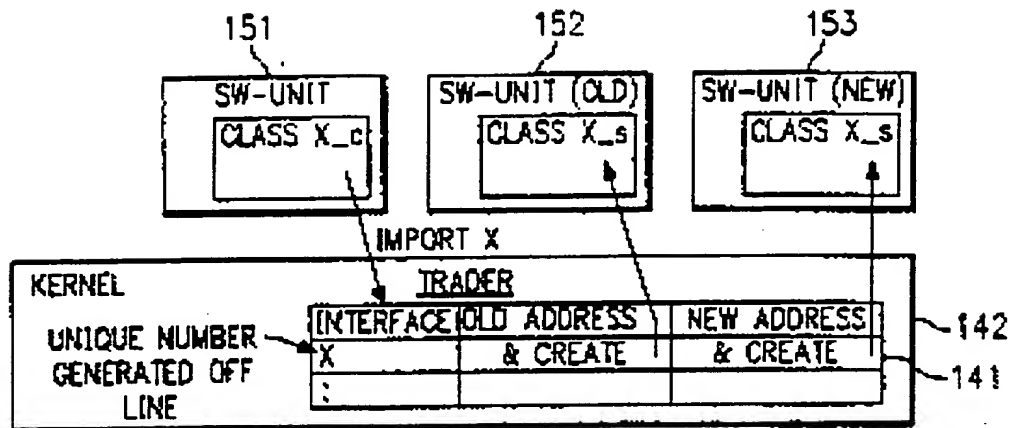 151
152
153
SW-UNIT
CLASS X_c
SW-UNIT (OLD)
CLASS X_s
SW-UNIT (NEW)
CLASS X_s
IMPORT X
KERNEL
TRADER
INTERFACE OLD ADDRESS NEW ADDRESS
X & CREATE & CREATE
:
UNIQUE NUMBER
GENERATED OFF
LINE
142
141